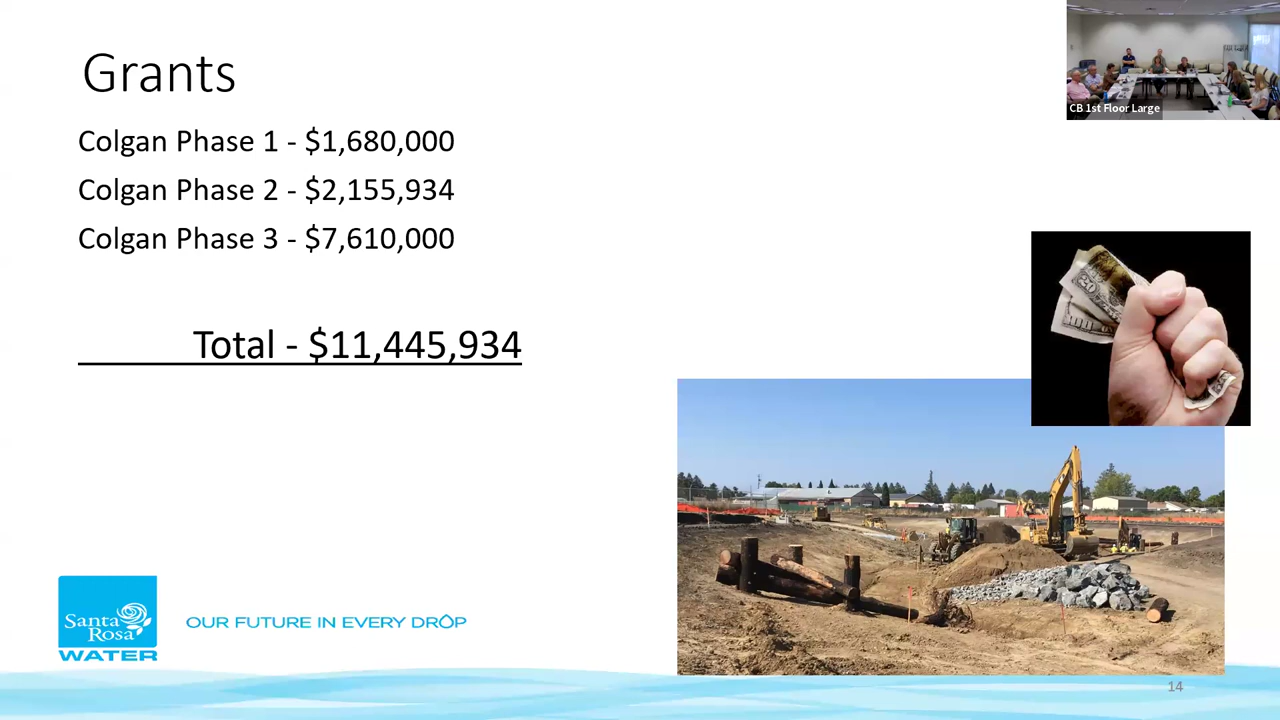 Grants
CB 1st Floor Large
Colgan Phase 1 - $1,680,000
Colgan Phase 2 - $2,155,934
Colgan Phase 3 - $7,610,000
Total - $11,445,934
Santa
Rosa
WATER
OUR FUTURE IN EVERY DROP
14